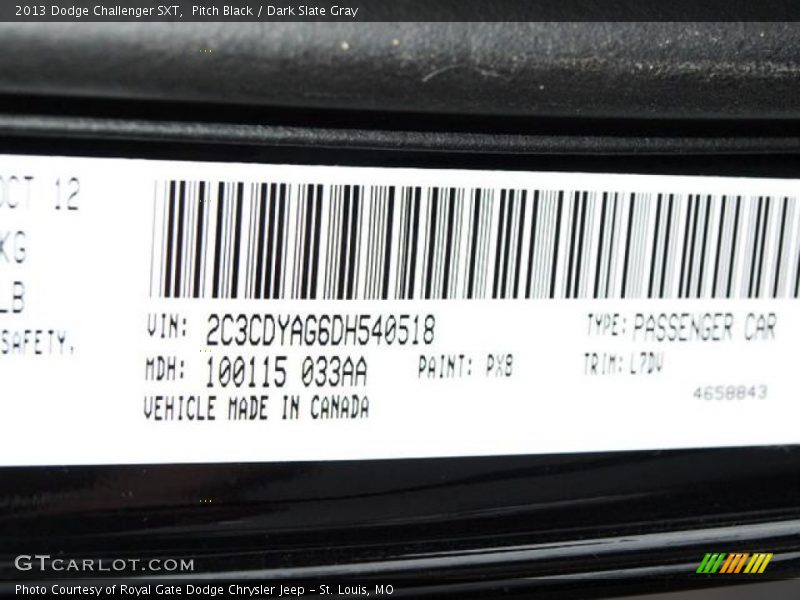 2013 Dodge Challenger SXT, Pitch Black / Dark Slate Gray
OCT 12
KG
LB
SAFETY,
VIN: 2C3CDYAG6DH540518
TYPE: PASSENGER CAR
MDH: 100115 033AA
PAINT: PX8
TRIM: L7DV
VEHICLE MADE IN CANADA
4658843
GTCARLOT.COM
Photo Courtesy of Royal Gate Dodge Chrysler Jeep - St. Louis, MO